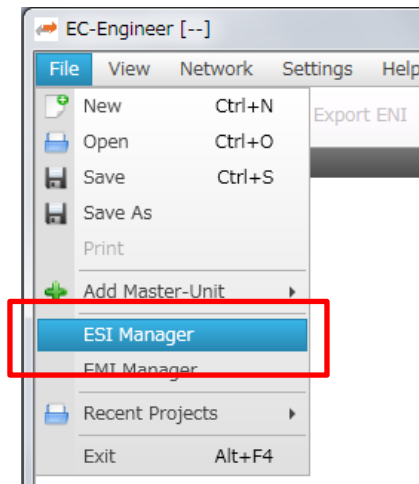 EC-Engineer [--]
File View Network Settings Help
New Ctrl+N
Export ENI
Open Ctrl+O
Save Ctrl+S
Save As
Print
Add Master-Unit
ESI Manager
EMI Manager
Recent Projects
Exit Alt+F4